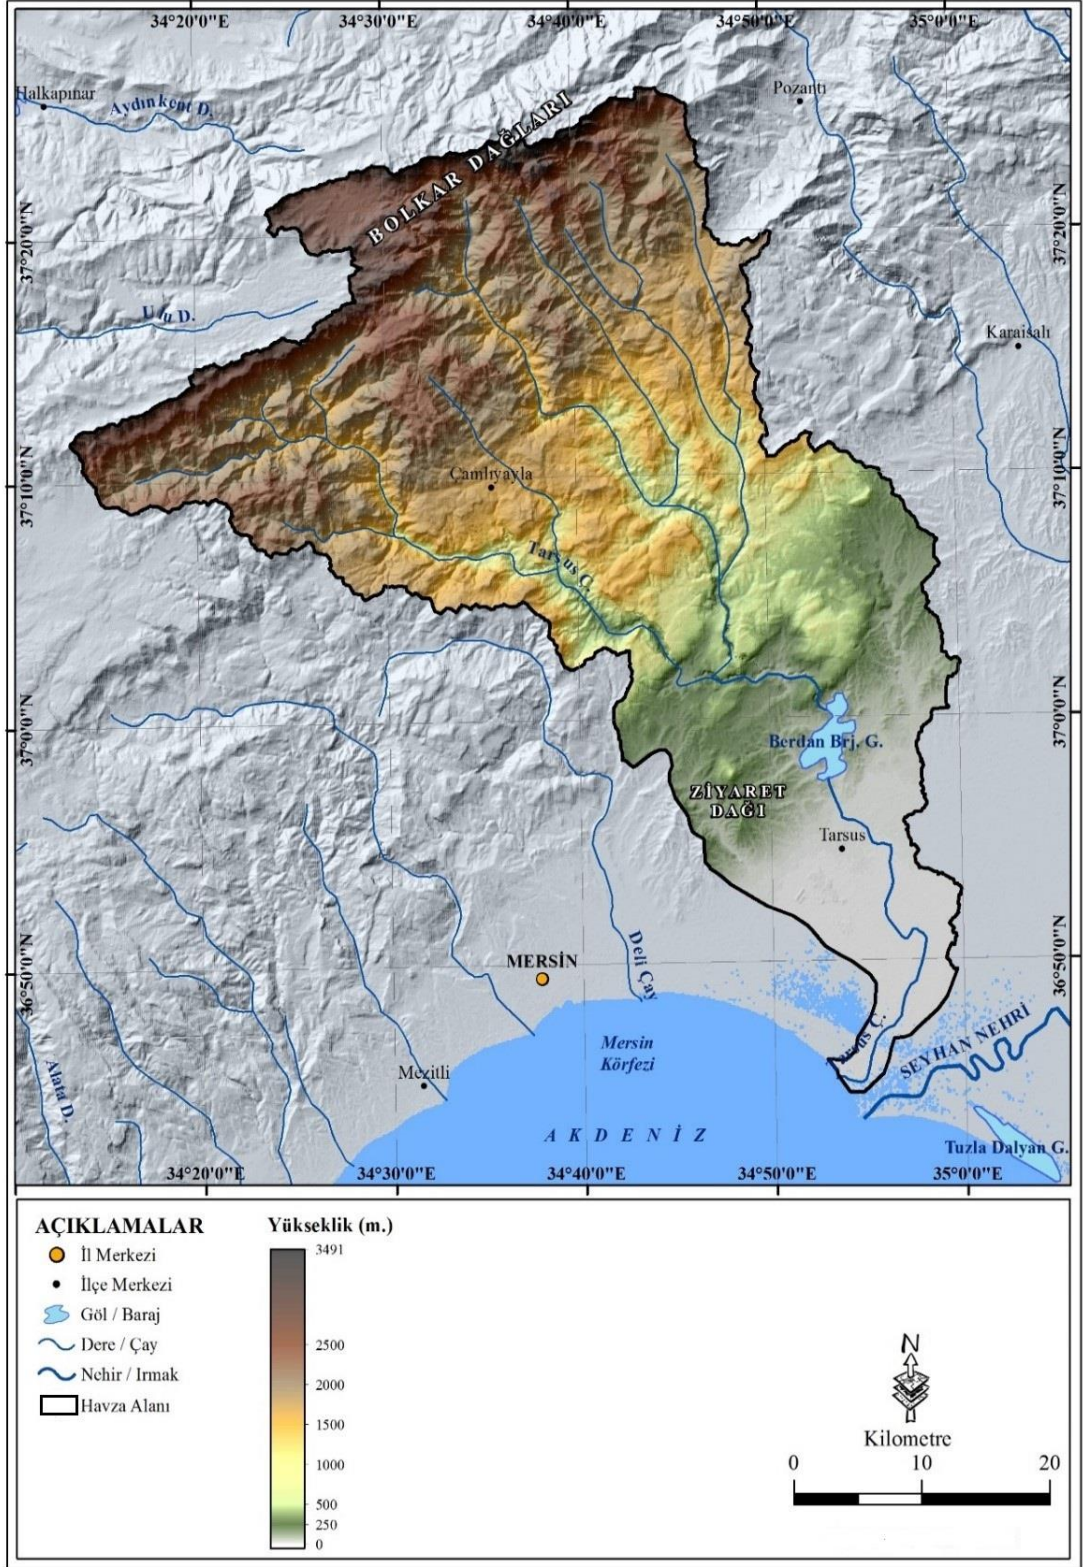 34°20'0"E
34°30'0"E
34°40'0"E
34°50'0"E
35°0'0"E
Halkapınar
Aydınkent D.
Pozantı
BOLKAR DAĞLARI
37°20'0"N
37°20'0"N
Ulu D.
Karaisalı
Çamlıyayla
37°10'0"N
37°10'0"N
Tarsus Ç.
37°0'0"N
37°0'0"N
Berdan Brj. G.
ZİYARET
DAĞI
Tarsus
MERSİN
Deli Çay
36°50'0"N
36°50'0"N
Mersin
Körfezi
SEYHAN NEHRİ
Mezitli
Alata D.
AKDENİZ
Tuzla Dalyan G.
34°20'0"E
34°30'0"E
34°40'0"E
34°50'0"E
35°0'0"E
AÇIKLAMALAR
İl Merkezi
İlçe Merkezi
Göl / Baraj
Dere / Çay
Nehir / Irmak
Havza Alanı
Yükseklik (m.)
3491
2500
2000
1500
1000
500
250
0
N
Kilometre
0
10
20